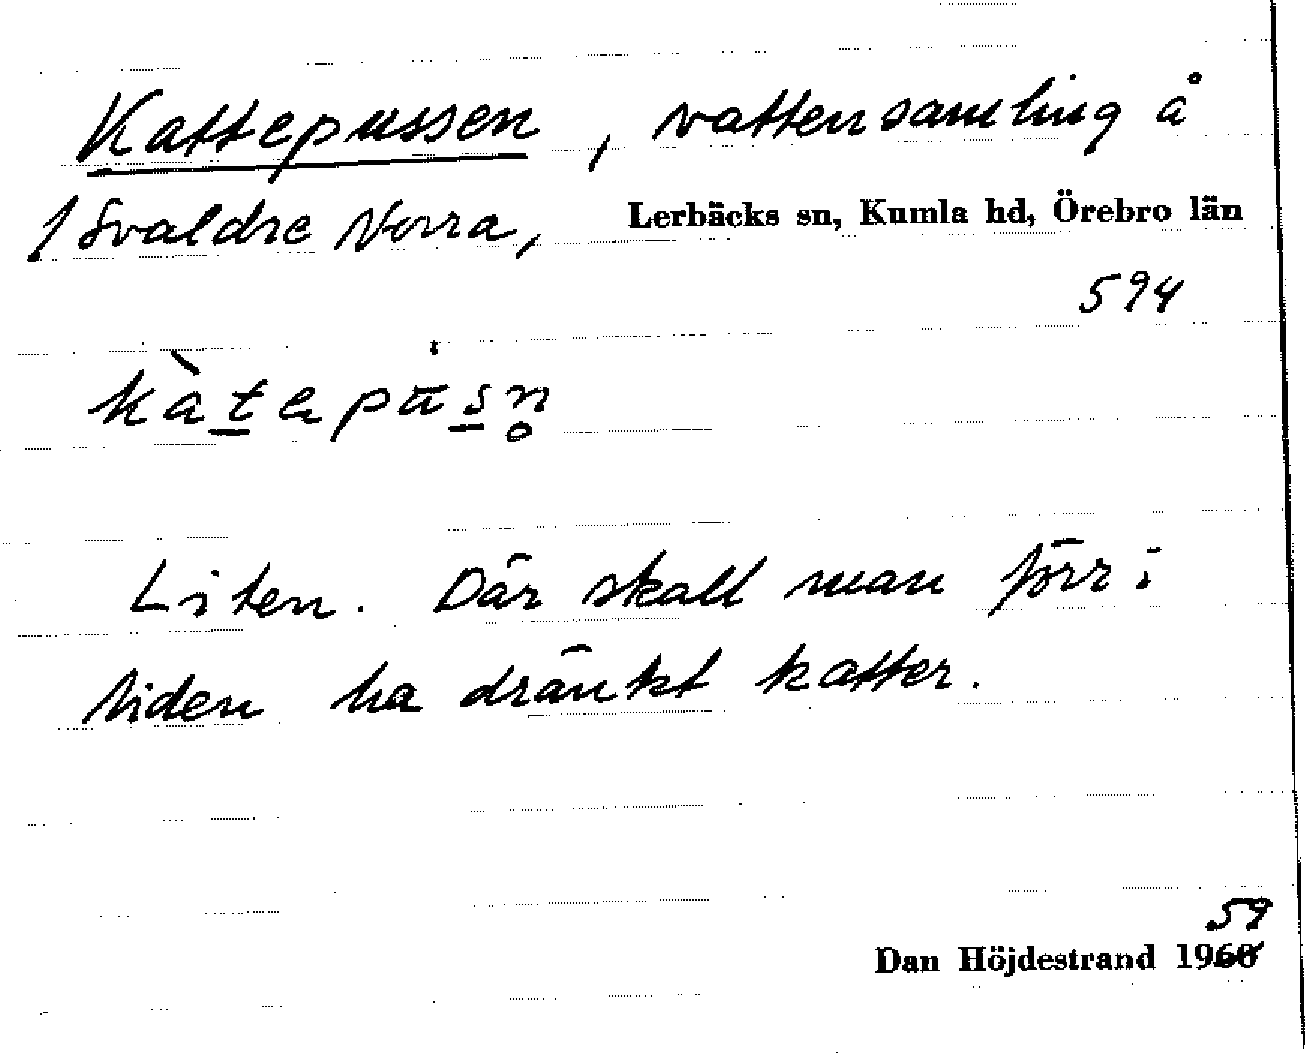 Kattepussen, vattensamling å
1 Svaldre Norra, Lerbäcks sn, Kumla hd, Örebro län
594
Liten. Där skall man förr i
tiden ha dränkt katter.
59
Dan Höjdestrand 1960